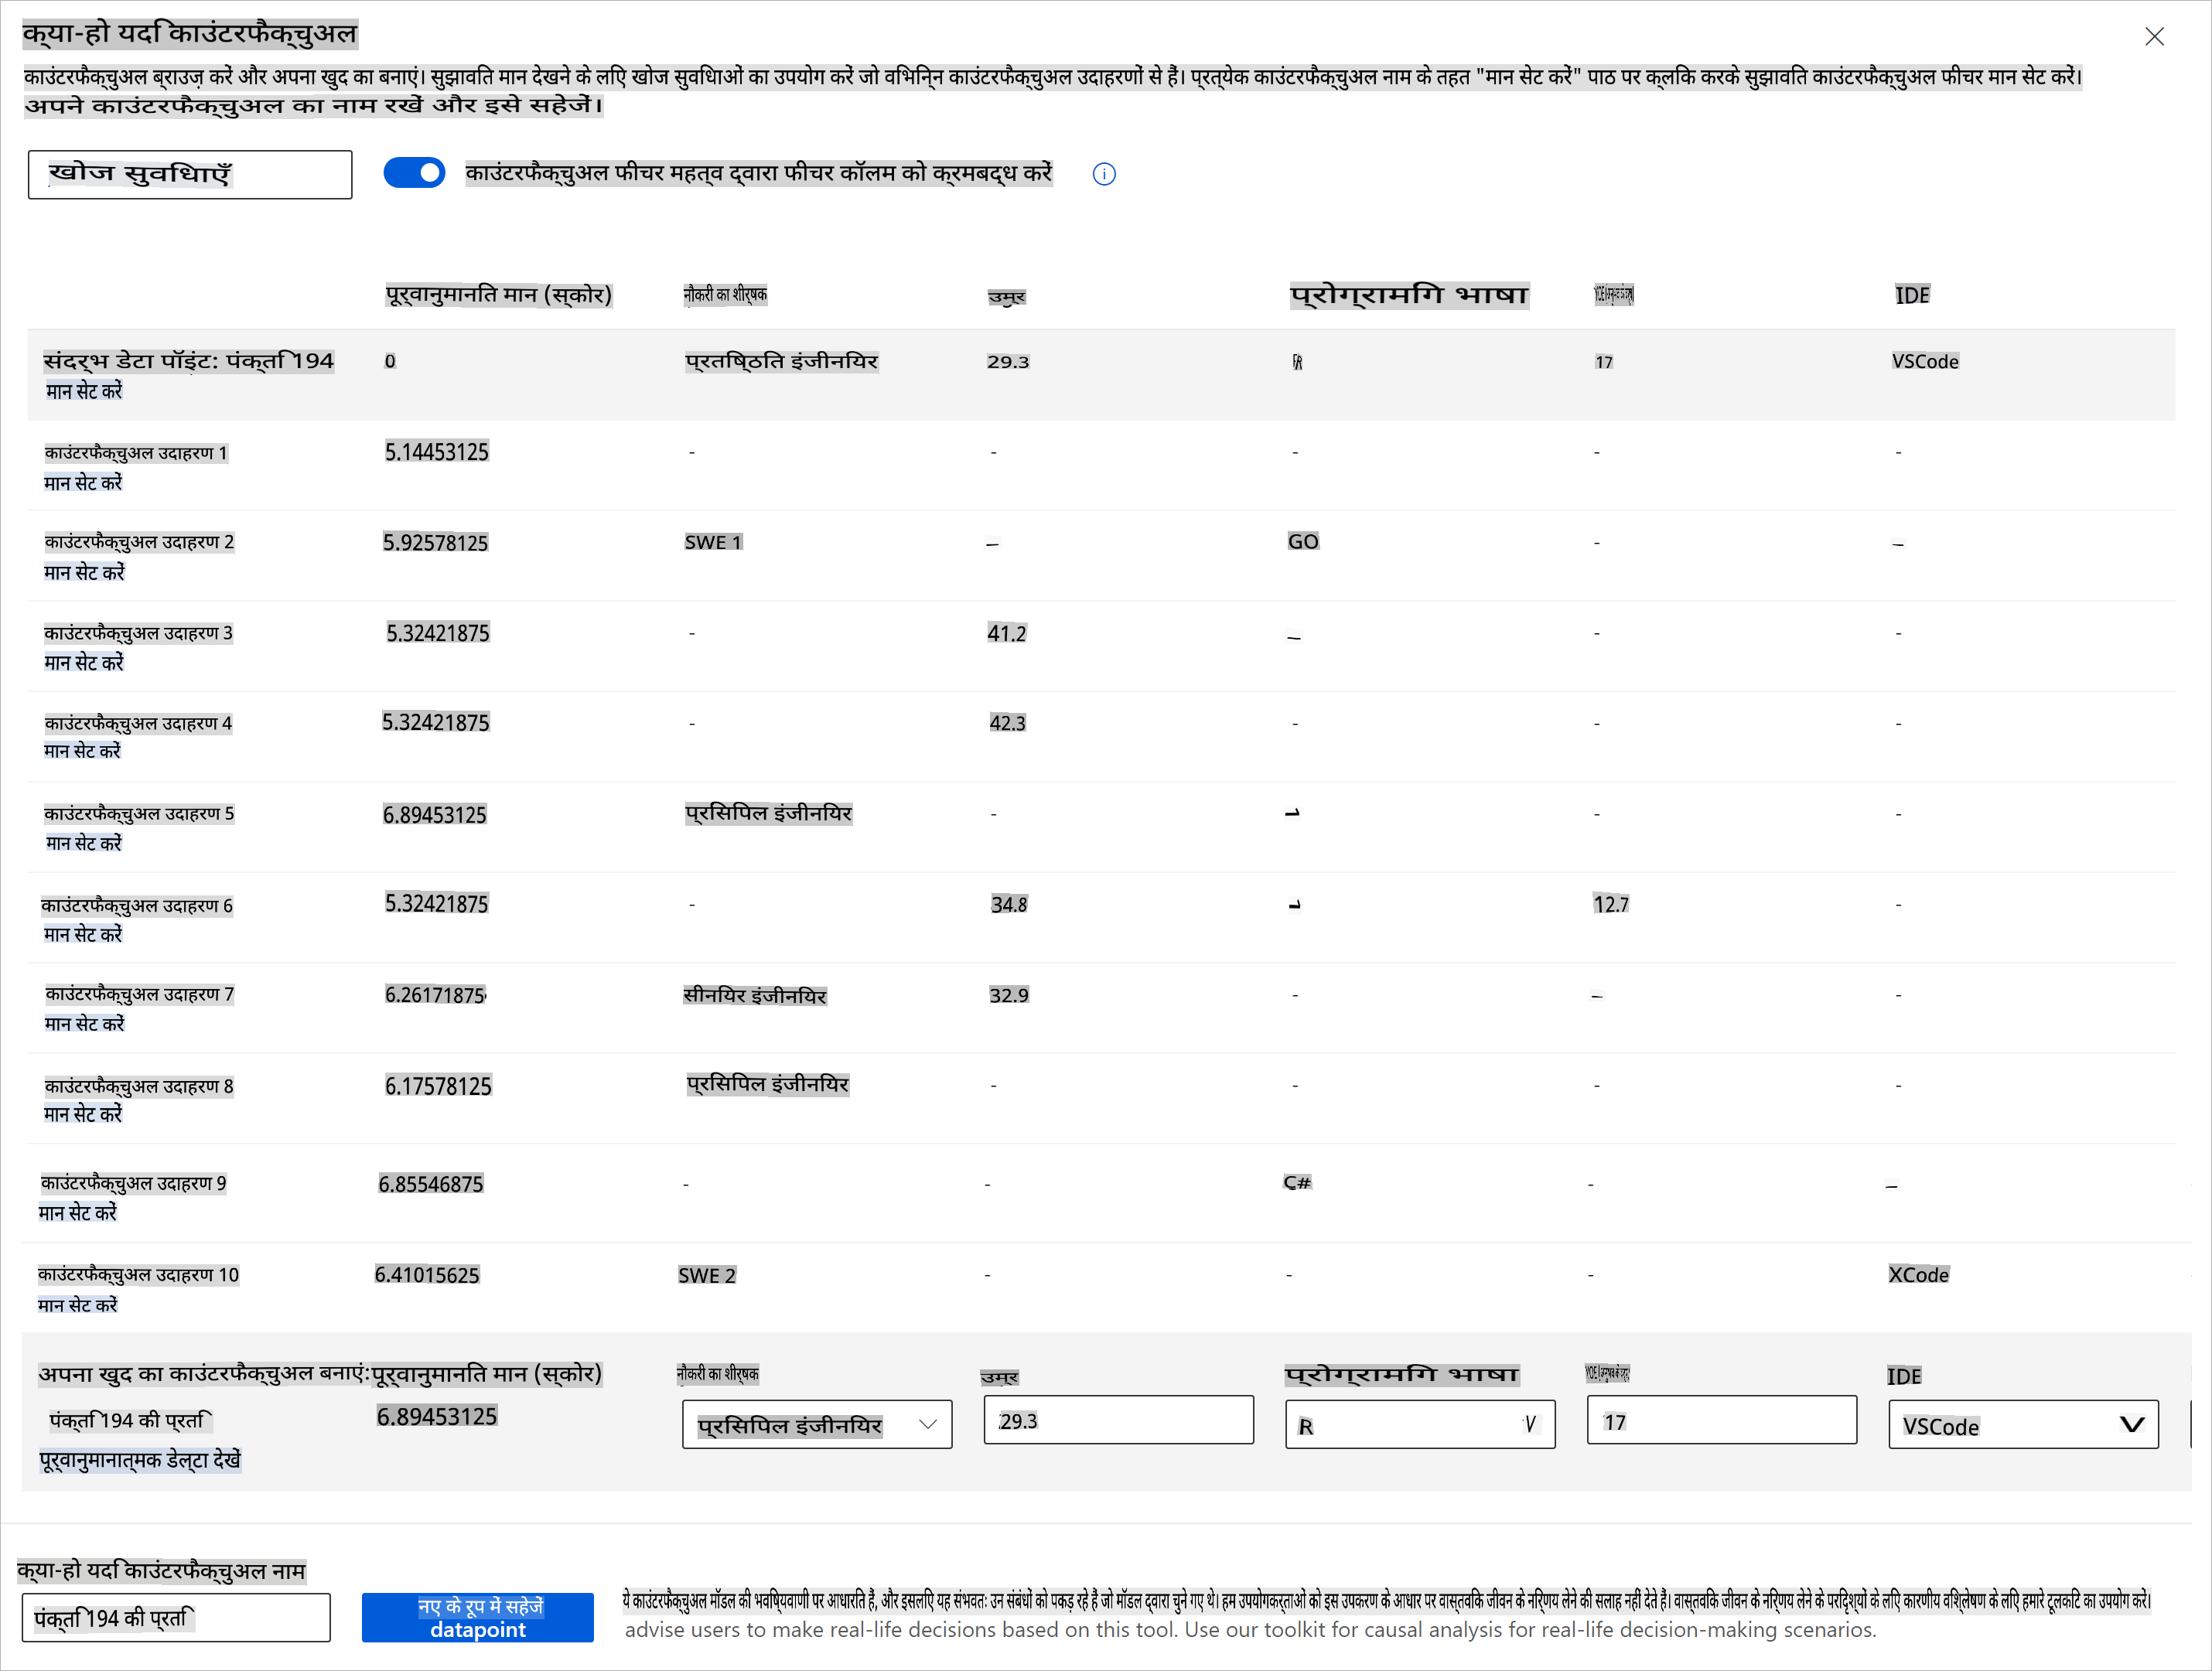 क्या-हो यदि काउंटरफैक्चुअल
काउंटरफैक्चुअल ब्राउज़ करें और अपना खुद का बनाएं। सुझावित मान देखने के लिए खोज सुविधाओं का उपयोग करें जो विभिन्न काउंटरफैक्चुअल उदाहरणों से हैं। प्रत्येक काउंटरफैक्चुअल नाम के तहत "मान सेट करें" पाठ पर क्लिक करके सुझावित काउंटरफैक्चुअल फीचर मान सेट करें।
अपने काउंटरफैक्चुअल का नाम रखें और इसे सहेजें।
खोज सुविधाएँ
काउंटरफैक्चुअल फीचर महत्व द्वारा फीचर कॉलम को क्रमबद्ध करें
पूर्वानुमानित मान (स्कोर) नौकरी का शीर्षक उम्र प्रोग्रामिंग भाषा IDE
संदर्भ डेटा पॉइंट: पंक्ति 194 0 प्रतिष्ठित इंजीनियर 29.3 R 17 VSCode
मान सेट करें
काउंटरफैक्चुअल उदाहरण 1 5.14453125 - - - - -
मान सेट करें
काउंटरफैक्चुअल उदाहरण 2 5.92578125 SWE 1 - GO - -
मान सेट करें
काउंटरफैक्चुअल उदाहरण 3 5.32421875 - 41.2 - - -
मान सेट करें
काउंटरफैक्चुअल उदाहरण 4 5.32421875 - 42.3 - - -
मान सेट करें
काउंटरफैक्चुअल उदाहरण 5 6.89453125 प्रिंसिपल इंजीनियर - - - -
मान सेट करें
काउंटरफैक्चुअल उदाहरण 6 5.32421875 - 34.8 - 12.7 -
मान सेट करें
काउंटरफैक्चुअल उदाहरण 7 6.26171875 सीनियर इंजीनियर 32.9 - - -
मान सेट करें
काउंटरफैक्चुअल उदाहरण 8 6.17578125 प्रिंसिपल इंजीनियर - - - -
मान सेट करें
काउंटरफैक्चुअल उदाहरण 9 6.85546875 - - C# - -
मान सेट करें
काउंटरफैक्चुअल उदाहरण 10 6.41015625 SWE 2 - - - XCode
मान सेट करें
अपना खुद का काउंटरफैक्चुअल बनाएं: पूर्वानुमानित मान (स्कोर) नौकरी का शीर्षक उम्र प्रोग्रामिंग भाषा IDE
पंक्ति 194 की प्रति 6.89453125 प्रिंसिपल इंजीनियर 29.3 R 17 VSCode
पूर्वानुमानात्मक डेल्टा देखें
क्या-हो यदि काउंटरफैक्चुअल नाम
पंक्ति 194 की प्रति
नए के रूप में सहेजें
datapoint
ये काउंटरफैक्चुअल मॉडल की भविष्यवाणी पर आधारित हैं, और इसलिए यह संभवतः उन संबंधों को पकड़ रहे हैं जो मॉडल द्वारा चुने गए थे। हम उपयोगकर्ताओं को इस उपकरण के आधार पर वास्तविक जीवन के निर्णय लेने की सलाह नहीं देते हैं। वास्तविक जीवन के निर्णय लेने के परिदृश्यों के लिए कारणीय विश्लेषण के लिए हमारे टूलकिट का उपयोग करें।
advise users to make real-life decisions based on this tool. Use our toolkit for causal analysis for real-life decision-making scenarios.